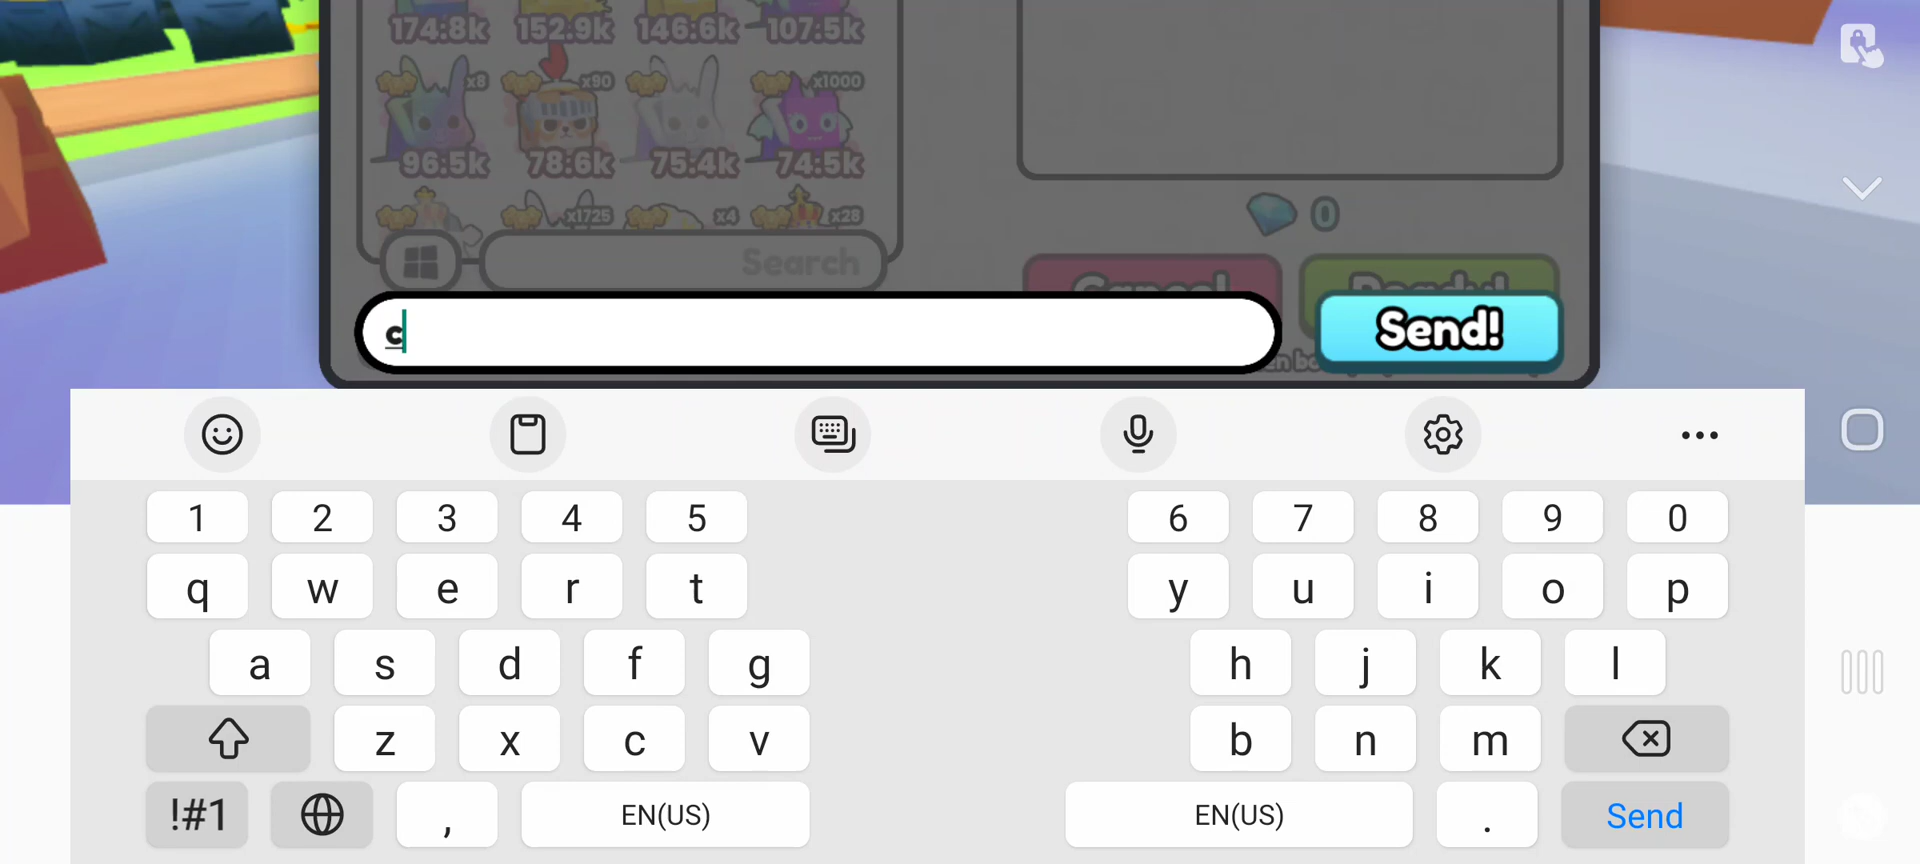 174.8k 152.9k 146.6k 107.5k
x8 x90 x1000
96.5k 78.6k 75.4k 74.5k
x1725 x4 x28
0
Search
Cancel Ready!
c Send!
1 2 3 4 5 6 7 8 9 0
q w e r t y u i o p
a s d f g h j k l
z x c v b n m
!#1 , EN(US) EN(US) . Send